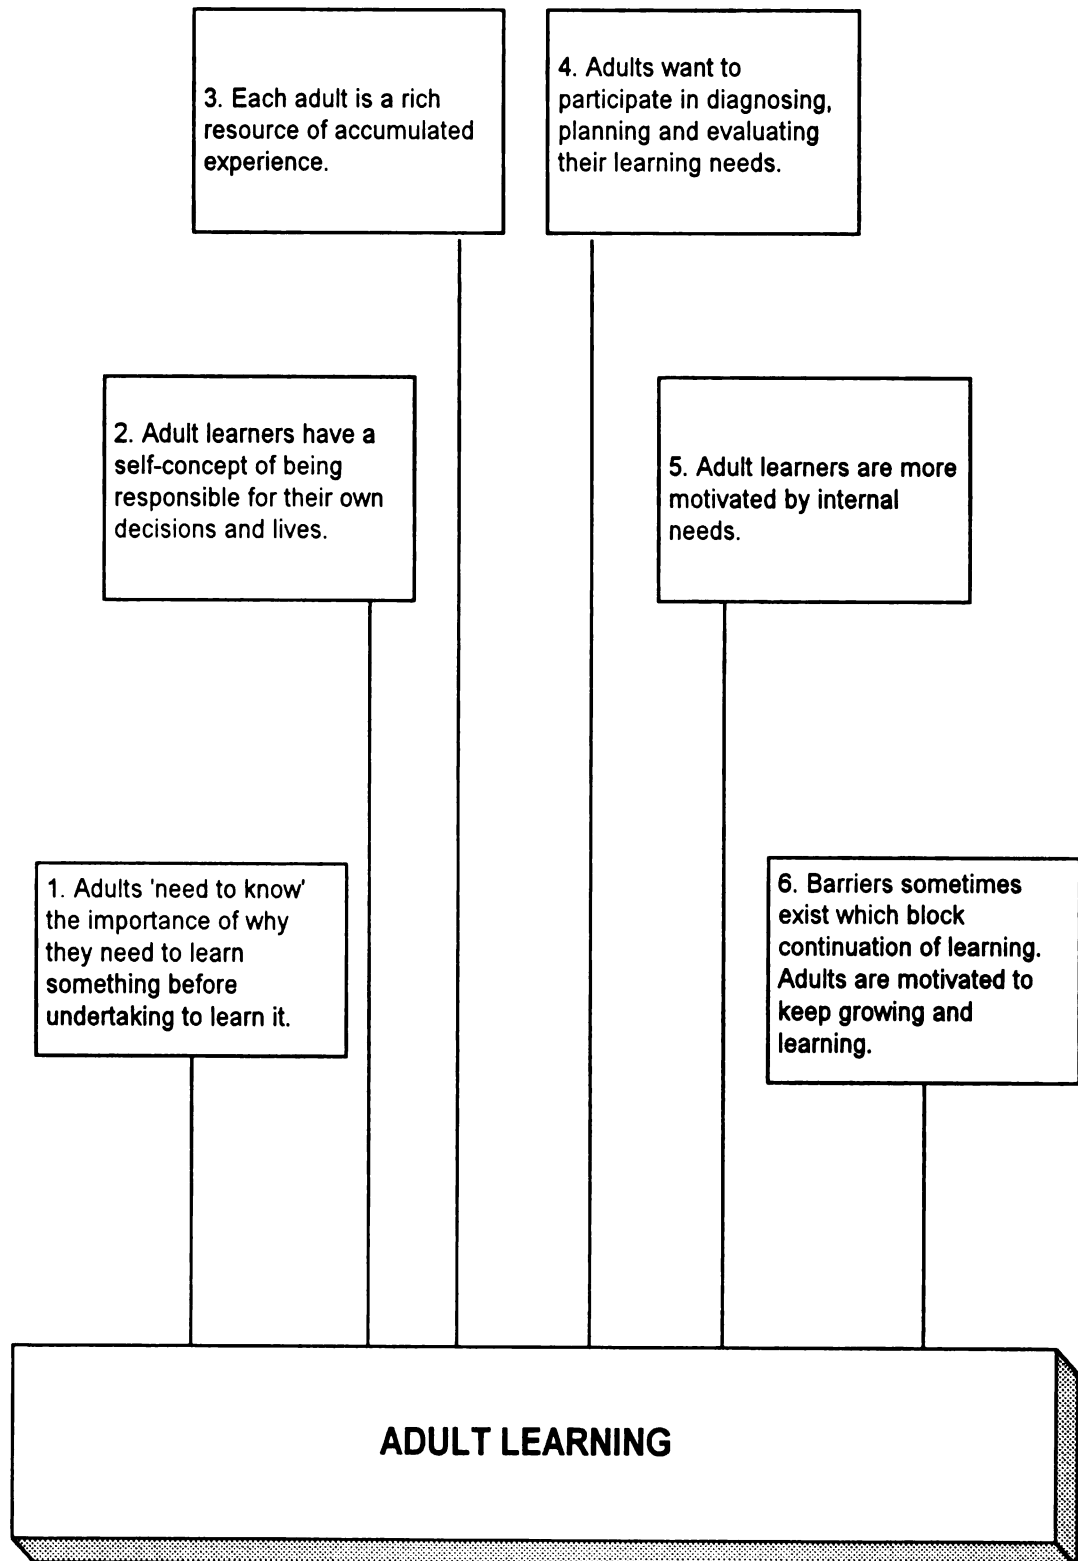 3. Each adult is a rich
resource of accumulated
experience.
4. Adults want to
participate in diagnosing,
planning and evaluating
their learning needs.
2. Adult learners have a
self-concept of being
responsible for their own
decisions and lives.
5. Adult learners are more
motivated by internal
needs.
1. Adults 'need to know'
the importance of why
they need to learn
something before
undertaking to learn it.
6. Barriers sometimes
exist which block
continuation of learning.
Adults are motivated to
keep growing and
learning.
ADULT LEARNING